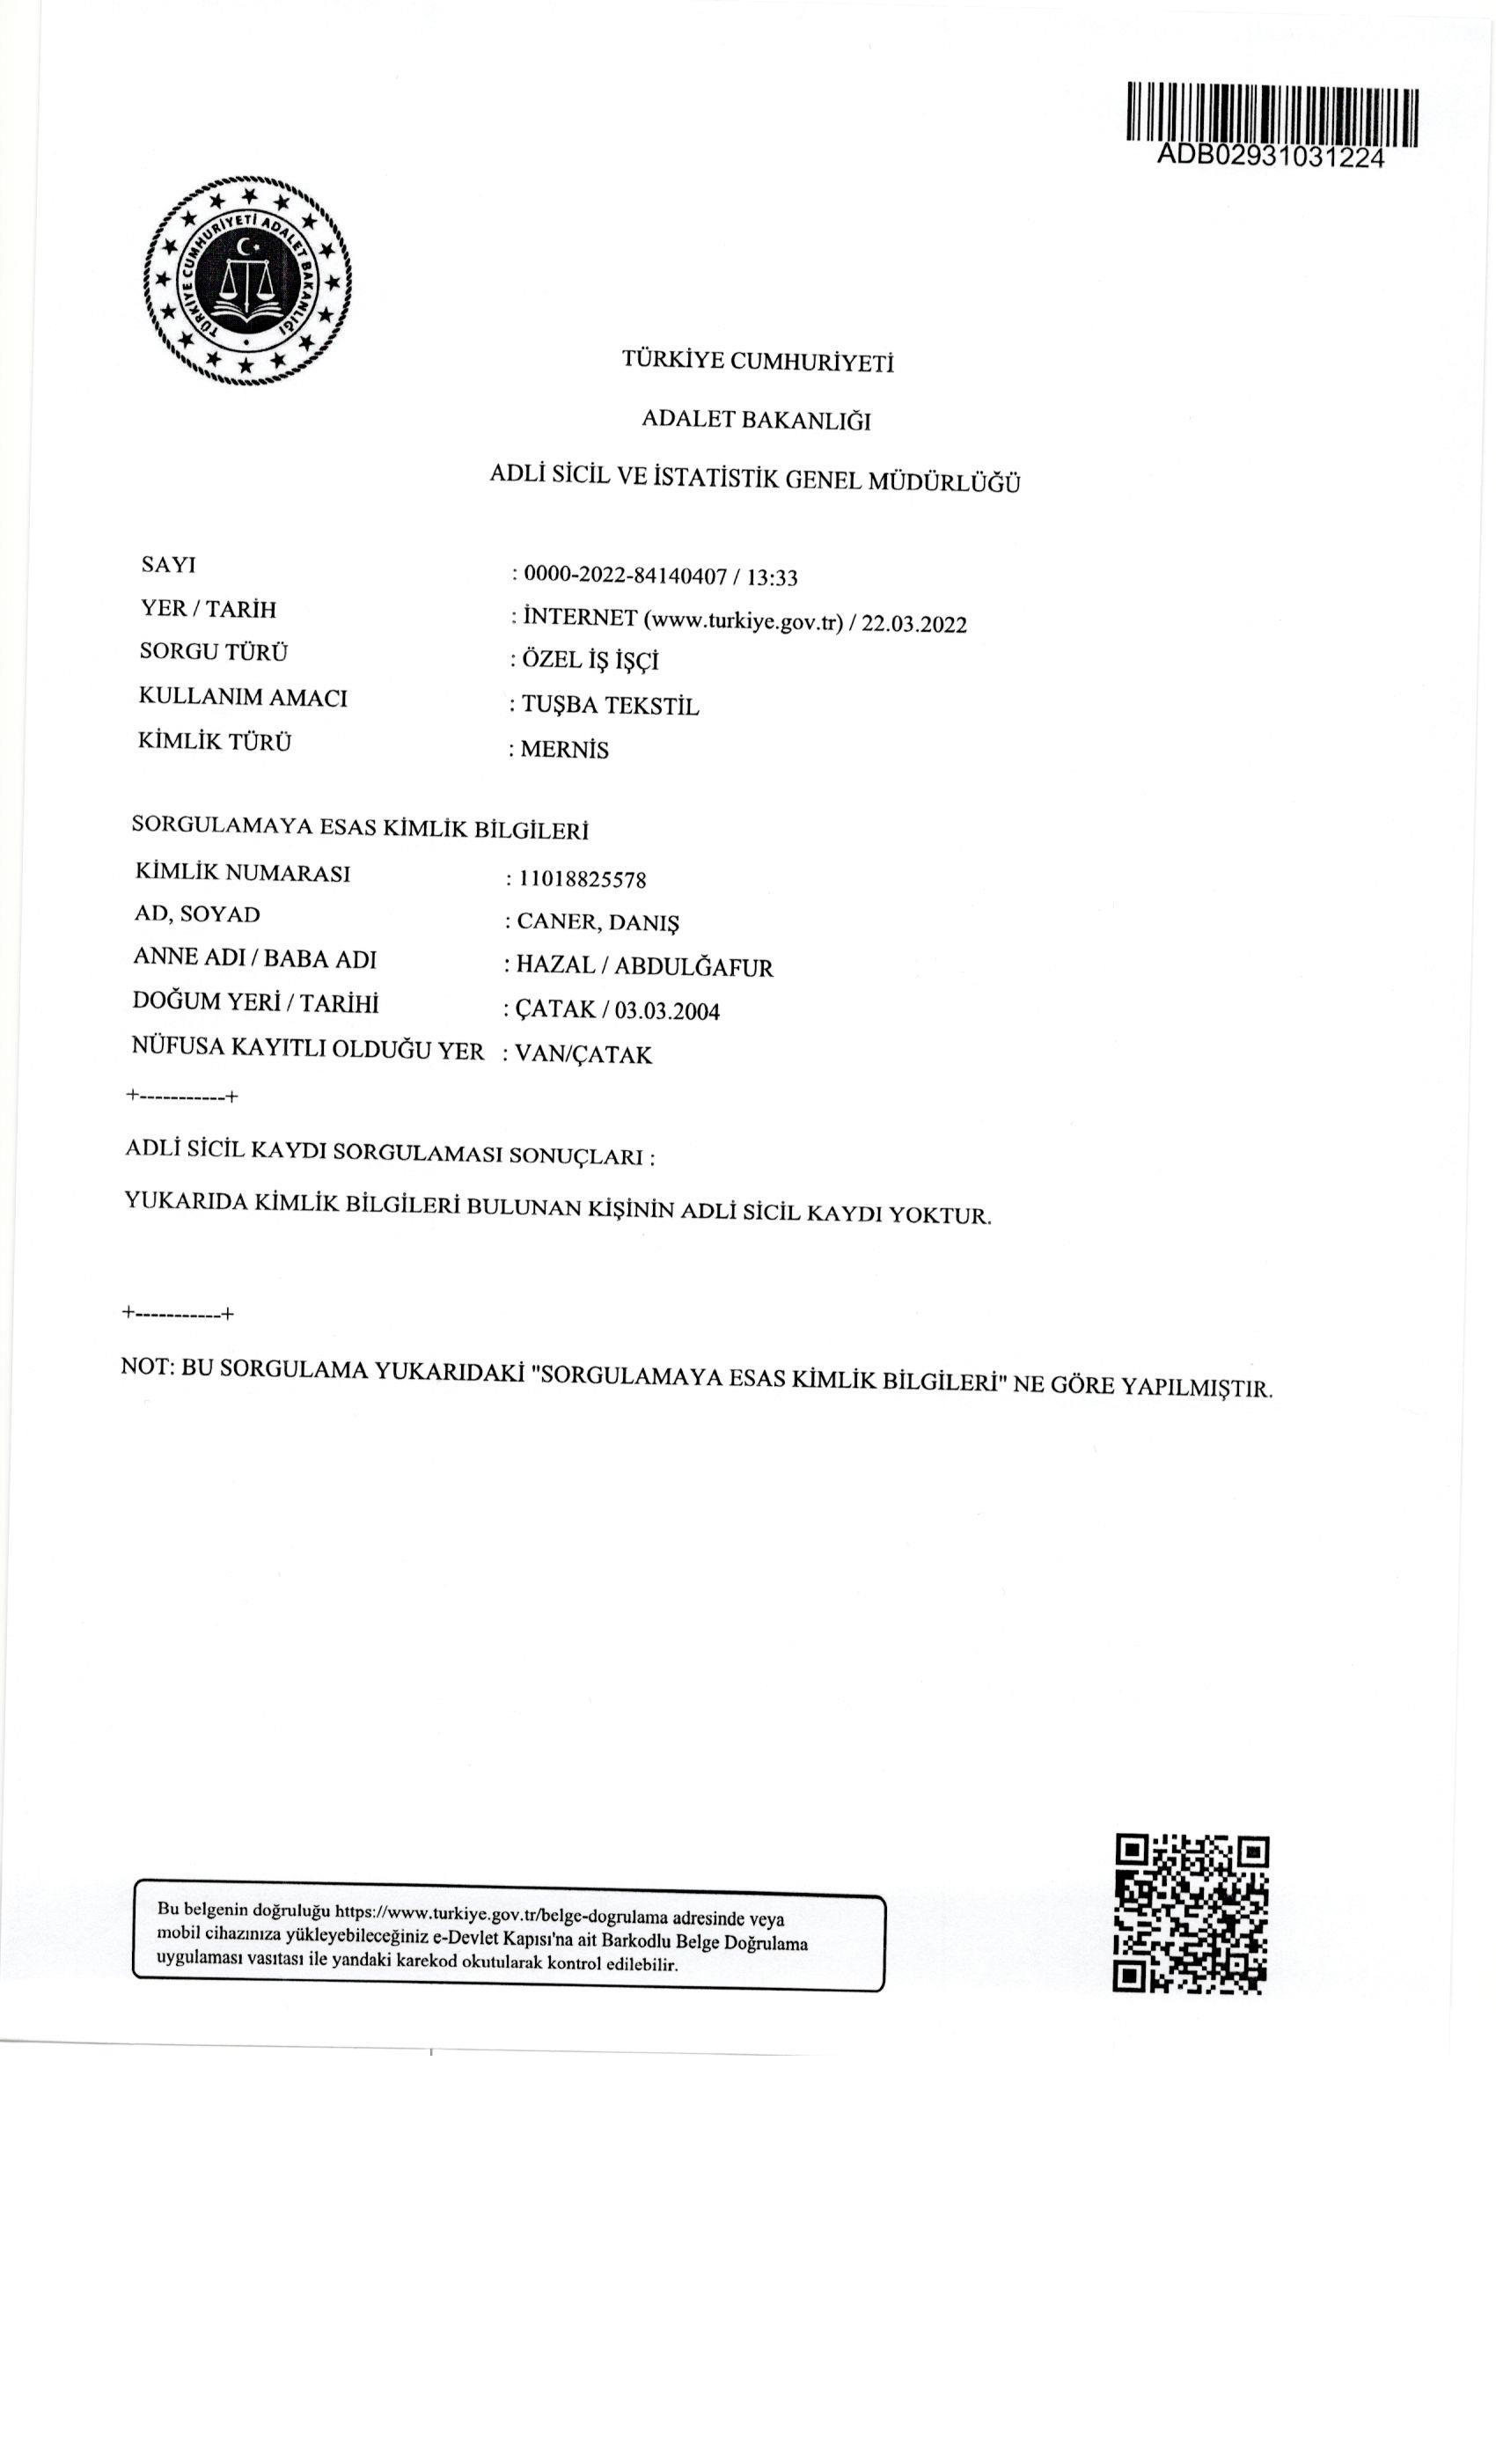 ADB02931031224
TÜRKİYE CUMHURİYETİ ADALET BAKANLIĞI
TÜRKİYE CUMHURİYETİ
ADALET BAKANLIĞI
ADLİ SİCİL VE İSTATİSTİK GENEL MÜDÜRLÜĞÜ
SAYI : 0000-2022-84140407 / 13:33
YER / TARİH : İNTERNET (www.turkiye.gov.tr) / 22.03.2022
SORGU TÜRÜ : ÖZEL İŞ İŞÇİ
KULLANIM AMACI : TUŞBA TEKSTİL
KİMLİK TÜRÜ : MERNİS
SORGULAMAYA ESAS KİMLİK BİLGİLERİ
KİMLİK NUMARASI : 11018825578
AD, SOYAD : CANER, DANIŞ
ANNE ADI / BABA ADI : HAZAL / ABDULĞAFUR
DOĞUM YERİ / TARİHİ : ÇATAK / 03.03.2004
NÜFUSA KAYITLI OLDUĞU YER : VAN/ÇATAK
+-----------+
ADLİ SİCİL KAYDI SORGULAMASI SONUÇLARI :
YUKARIDA KİMLİK BİLGİLERİ BULUNAN KİŞİNİN ADLİ SİCİL KAYDI YOKTUR.
+-----------+
NOT: BU SORGULAMA YUKARIDAKİ "SORGULAMAYA ESAS KİMLİK BİLGİLERİ" NE GÖRE YAPILMIŞTIR.
Bu belgenin doğruluğu https://www.turkiye.gov.tr/belge-dogrulama adresinde veya
mobil cihazınıza yükleyebileceğiniz e-Devlet Kapısı'na ait Barkodlu Belge Doğrulama
uygulaması vasıtası ile yandaki karekod okutularak kontrol edilebilir.